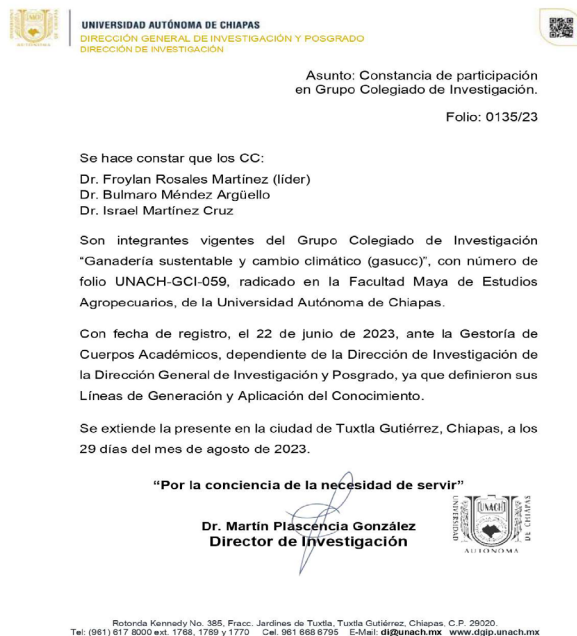 UNIVERSIDAD AUTÓNOMA DE CHIAPAS
DIRECCIÓN GENERAL DE INVESTIGACIÓN Y POSGRADO
DIRECCIÓN DE INVESTIGACIÓN
Asunto: Constancia de participación
en Grupo Colegiado de Investigación.
Folio: 0135/23
Se hace constar que los CC:
Dr. Froylan Rosales Martínez (líder)
Dr. Bulmaro Méndez Argüello
Dr. Israel Martínez Cruz
Son integrantes vigentes del Grupo Colegiado de Investigación
“Ganadería sustentable y cambio climático (gasucc)”, con número de
folio UNACH-GCI-059, radicado en la Facultad Maya de Estudios
Agropecuarios, de la Universidad Autónoma de Chiapas.
Con fecha de registro, el 22 de junio de 2023, ante la Gestoría de
Cuerpos Académicos, dependiente de la Dirección de Investigación de
la Dirección General de Investigación y Posgrado, ya que definieron sus
Líneas de Generación y Aplicación del Conocimiento.
Se extiende la presente en la ciudad de Tuxtla Gutiérrez, Chiapas, a los
29 días del mes de agosto de 2023.
“Por la conciencia de la necesidad de servir”
Dr. Martín Plascencia González
Director de Investigación
UNIVERSIDAD
UNACH
DE CHIAPAS
AUTONOMA
Rotonda Kennedy No. 385, Fracc. Jardines de Tuxtla, Tuxtla Gutiérrez, Chiapas, C.P. 29020.
Tel: (961) 617 8000 ext. 1768, 1769 y 1770 Cel. 961 668 6795 E-Mail: di@unach.mx www.dgip.unach.mx